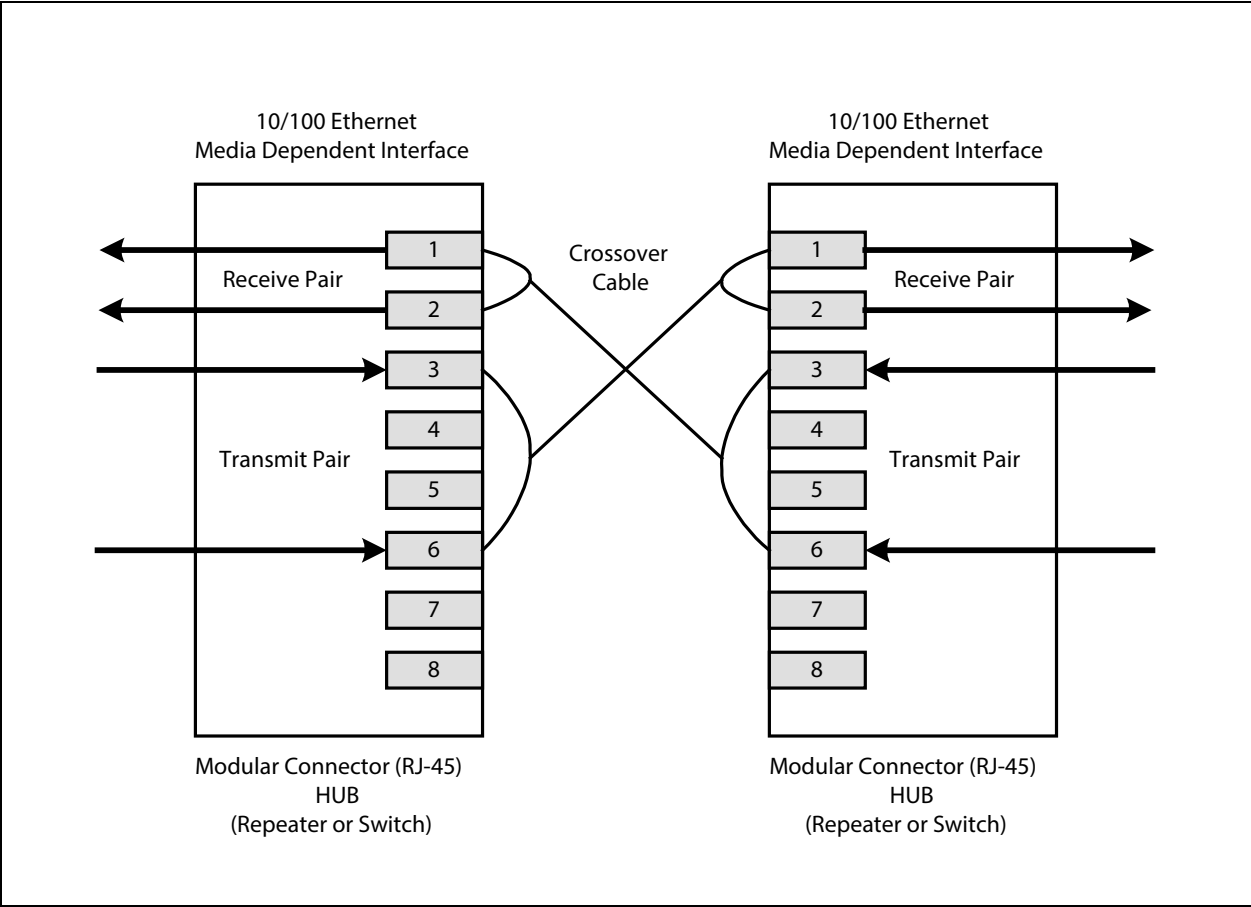 10/100 Ethernet
Media Dependent Interface
10/100 Ethernet
Media Dependent Interface
1
Crossover
Cable
1
Receive Pair
Receive Pair
2
2
3
3
4
4
Transmit Pair
Transmit Pair
5
5
6
6
7
7
8
8
Modular Connector (RJ-45)
HUB
(Repeater or Switch)
Modular Connector (RJ-45)
HUB
(Repeater or Switch)